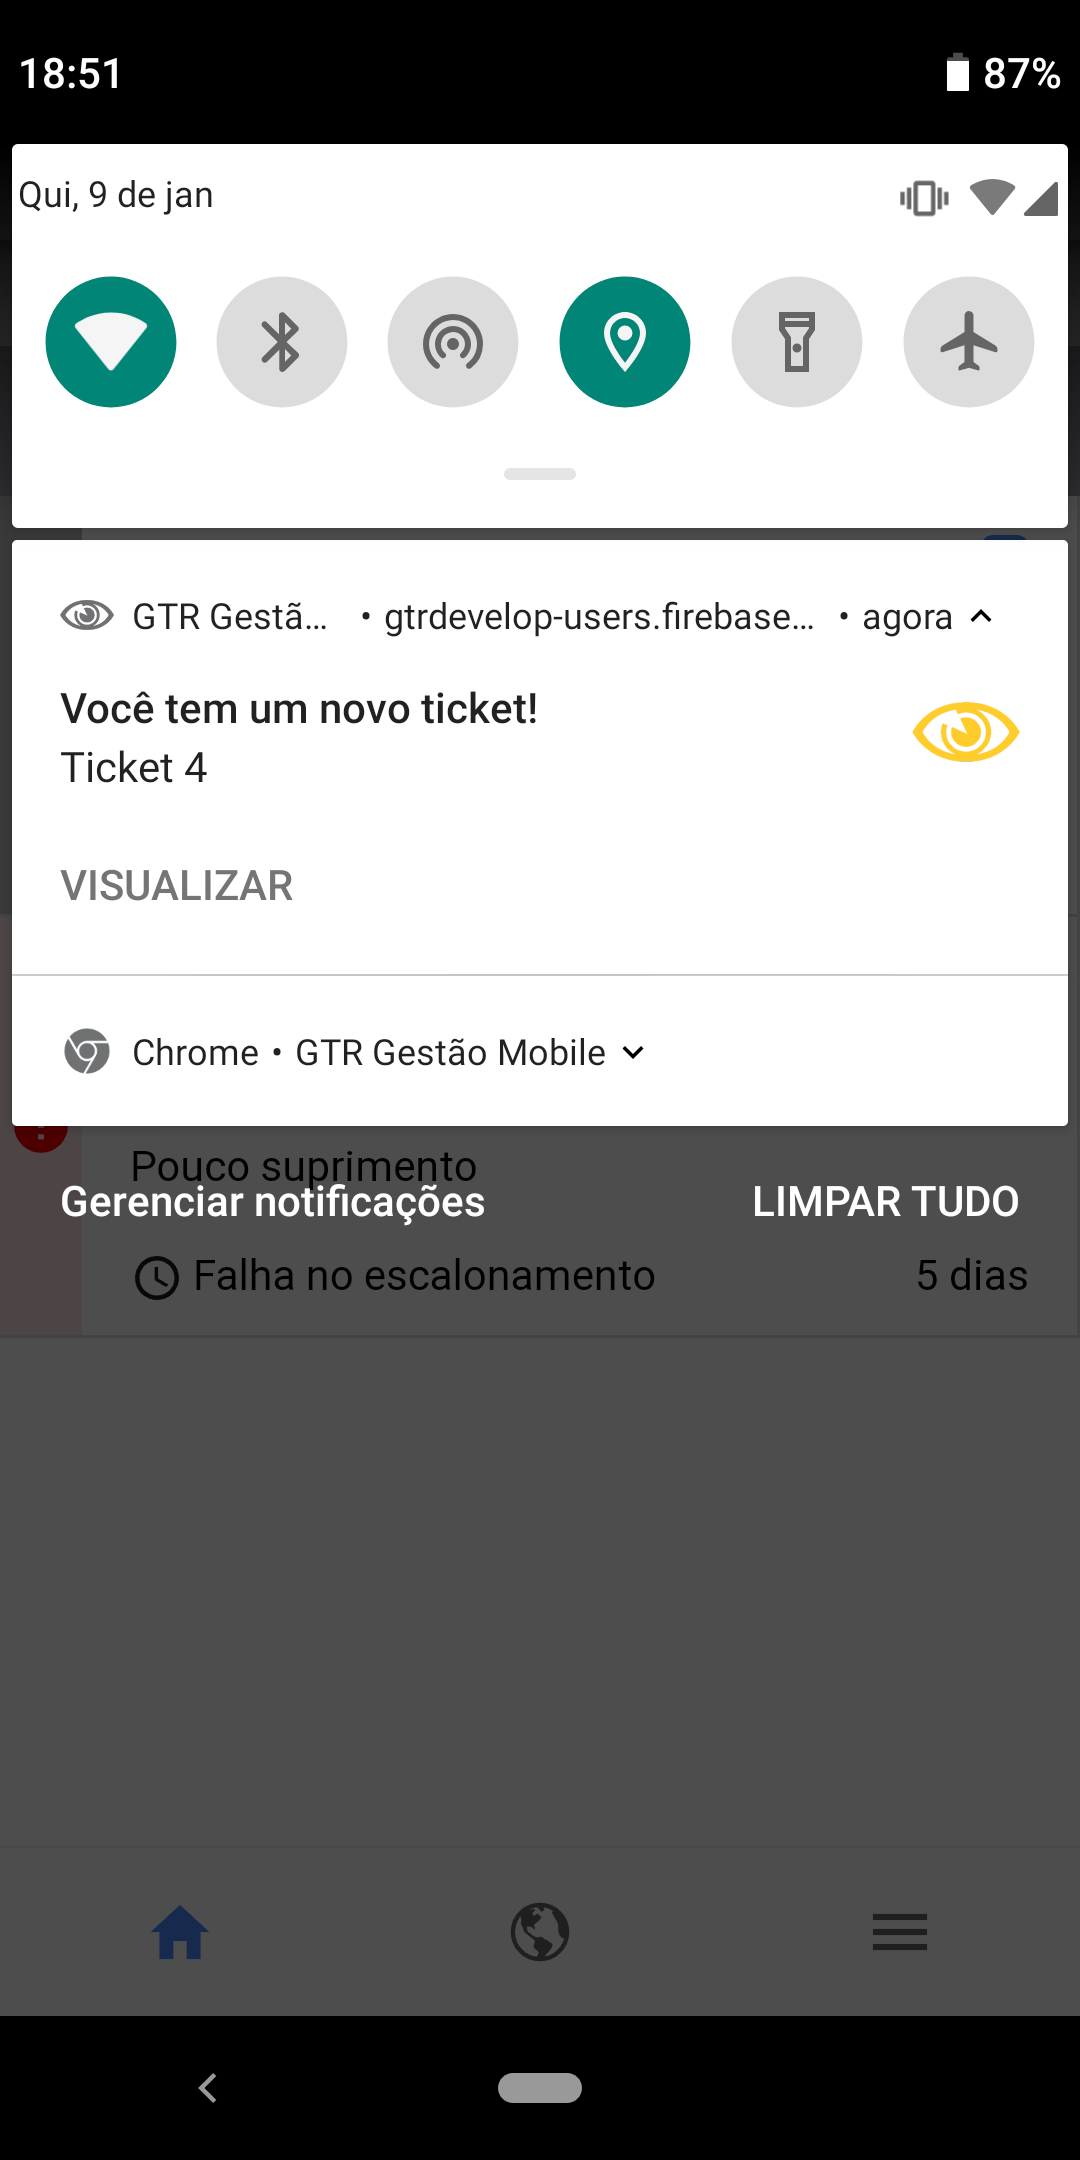 18:51 87%
Qui, 9 de jan
GTR Gestã... • gtrdevelop-users.firebase... • agora
Você tem um novo ticket!
Ticket 4
VISUALIZAR
Chrome • GTR Gestão Mobile
Pouco suprimento
Gerenciar notificações LIMPAR TUDO
Falha no escalonamento 5 dias